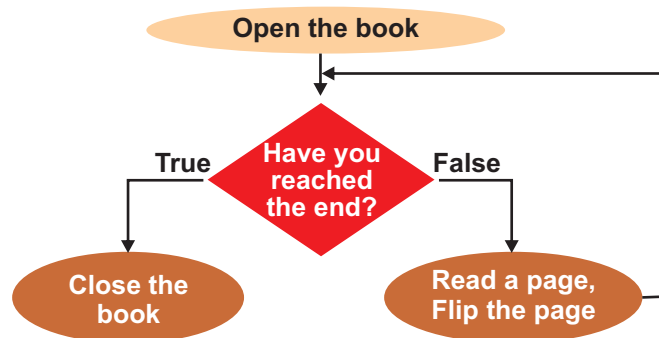 Open the book
True
Have you
reached
the end?
False
Close the
book
Read a page,
Flip the page